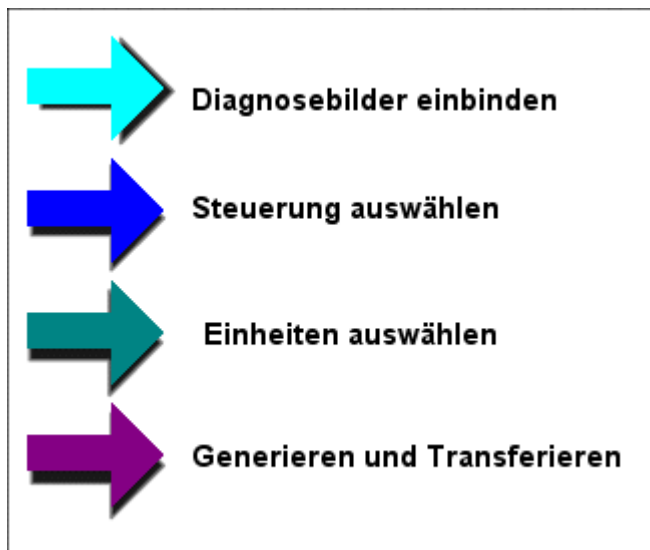 Diagnosebilder einbinden
Steuerung auswählen
Einheiten auswählen
Generieren und Transferieren